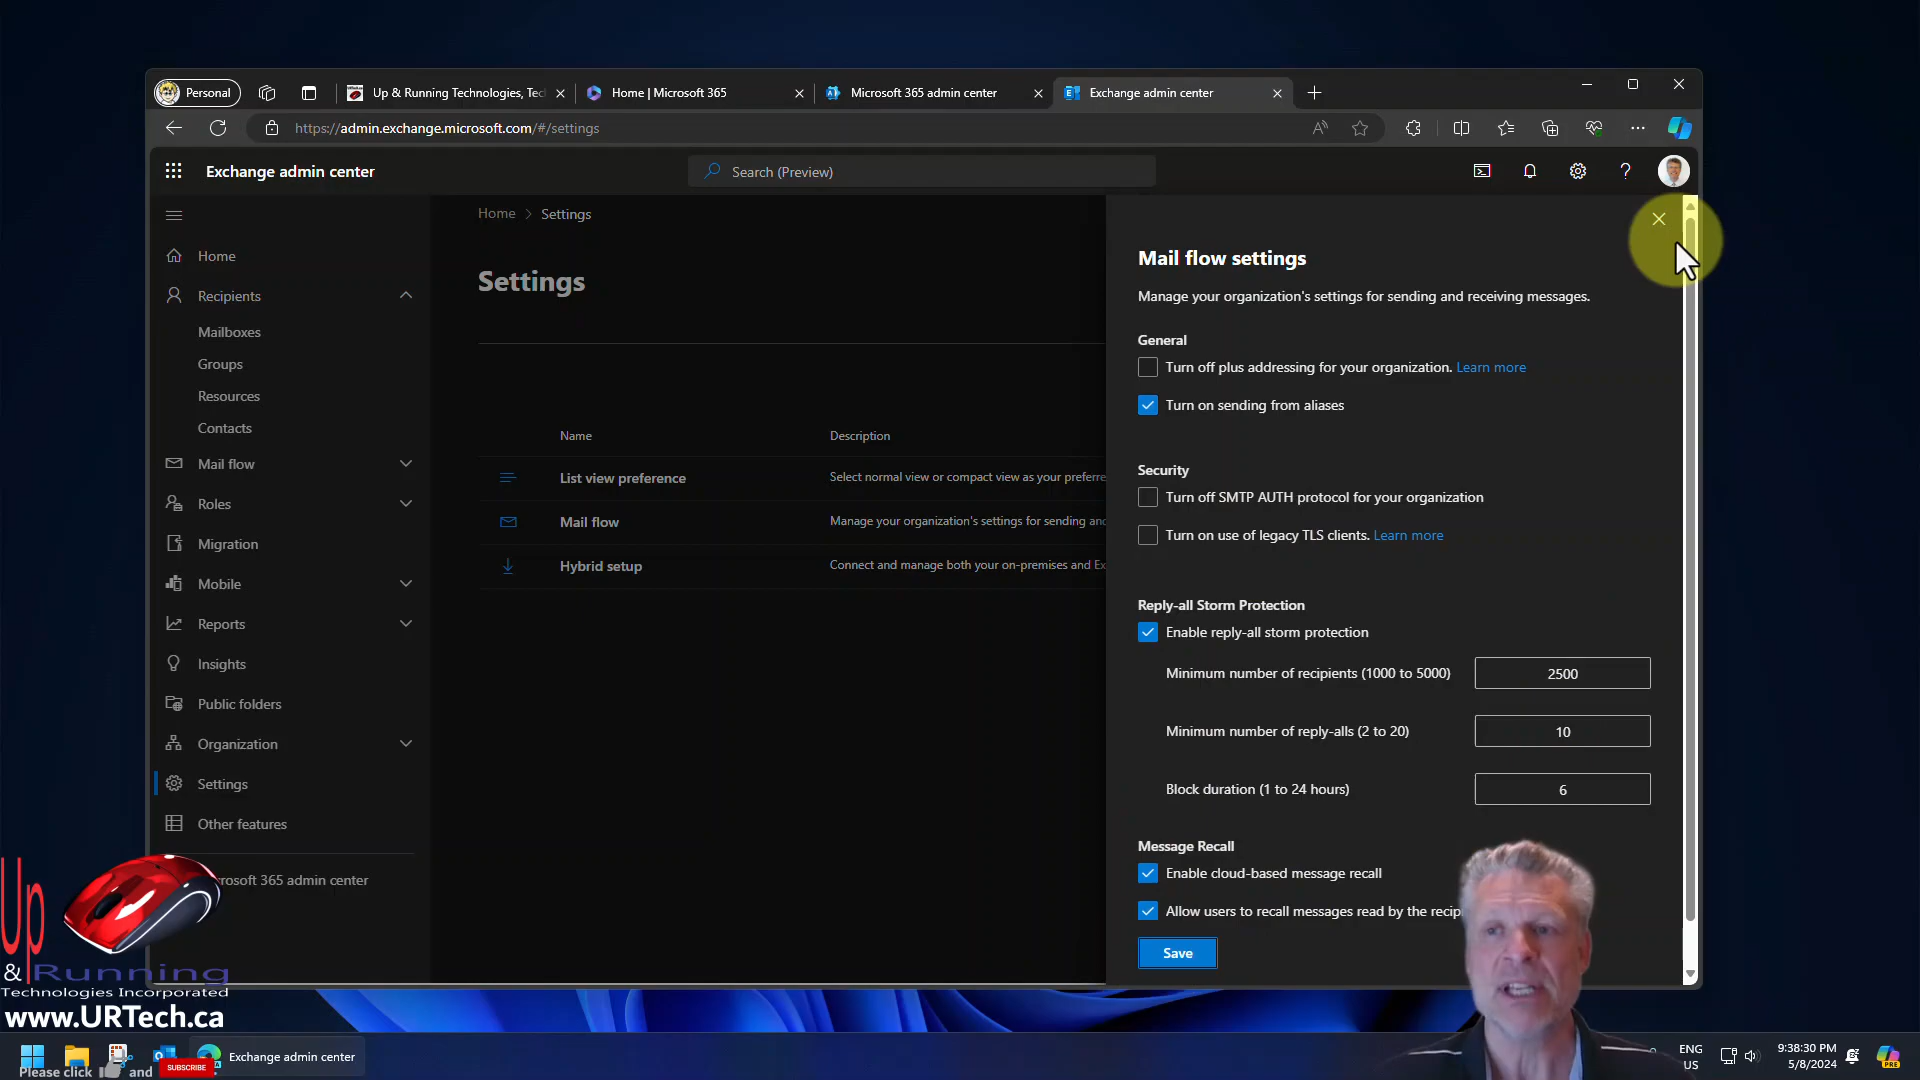 Personal
Up & Running Technologies, Tec
Home | Microsoft 365
Microsoft 365 admin center
Exchange admin center
https://admin.exchange.microsoft.com/#/settings
Exchange admin center
Search (Preview)
Home > Settings
Settings
Home
Recipients
Mailboxes
Groups
Resources
Contacts
Mail flow
Roles
Migration
Mobile
Reports
Insights
Public folders
Organization
Settings
Other features
rosoft 365 admin center
Name Description
List view preference Select normal view or compact view as your preferre
Mail flow Manage your organization's settings for sending and
Hybrid setup Connect and manage both your on-premises and Ex
Mail flow settings
Manage your organization's settings for sending and receiving messages.
General
Turn off plus addressing for your organization. Learn more
Turn on sending from aliases
Security
Turn off SMTP AUTH protocol for your organization
Turn on use of legacy TLS clients. Learn more
Reply-all Storm Protection
Enable reply-all storm protection
Minimum number of recipients (1000 to 5000) 2500
Minimum number of reply-alls (2 to 20) 10
Block duration (1 to 24 hours) 6
Message Recall
Enable cloud-based message recall
Allow users to recall messages read by the recip
Save
Up
& Running
Technologies Incorporated
www.URTech.ca
Please click and SUBSCRIBE
Exchange admin center
ENG
US
9:38:30 PM
5/8/2024
PRE